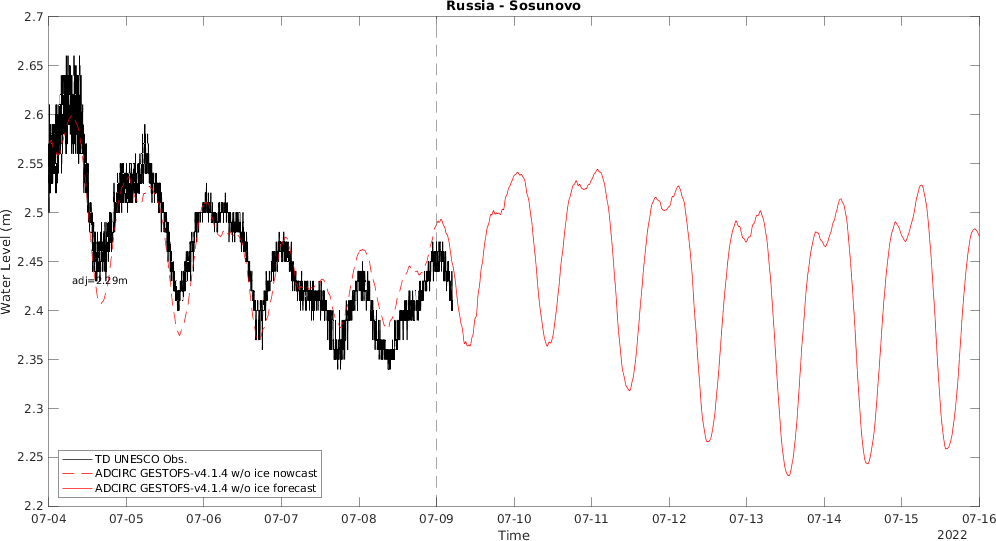 Russia - Sosunovo
2.7
2.65
2.6
2.55
2.5
2.45
2.4
2.35
2.3
2.25
2.2
Water Level (m)
adj=2.29m
TD UNESCO Obs.
ADCIRC GESTOFS-v4.1.4 w/o ice nowcast
ADCIRC GESTOFS-v4.1.4 w/o ice forecast
07-04 07-05 07-06 07-07 07-08 07-09 07-10 07-11 07-12 07-13 07-14 07-15 07-16
Time
2022